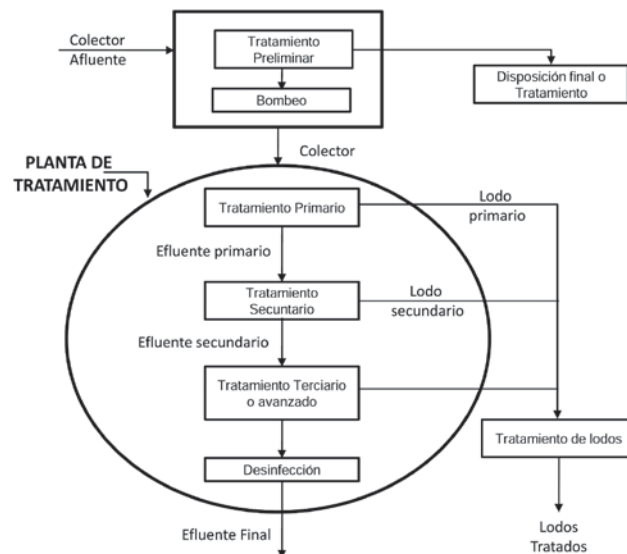 Colector
Afluente
Tratamiento
Preliminar
Bombeo
Disposición final o
Tratamiento
Colector
PLANTA DE
TRATAMIENTO
Tratamiento Primario
Lodo
primario
Efluente primario
Tratamiento
Secuntario
Lodo
secundario
Efluente secundario
Tratamiento Terciario
o avanzado
Tratamiento de lodos
Desinfección
Efluente Final
Lodos
Tratados